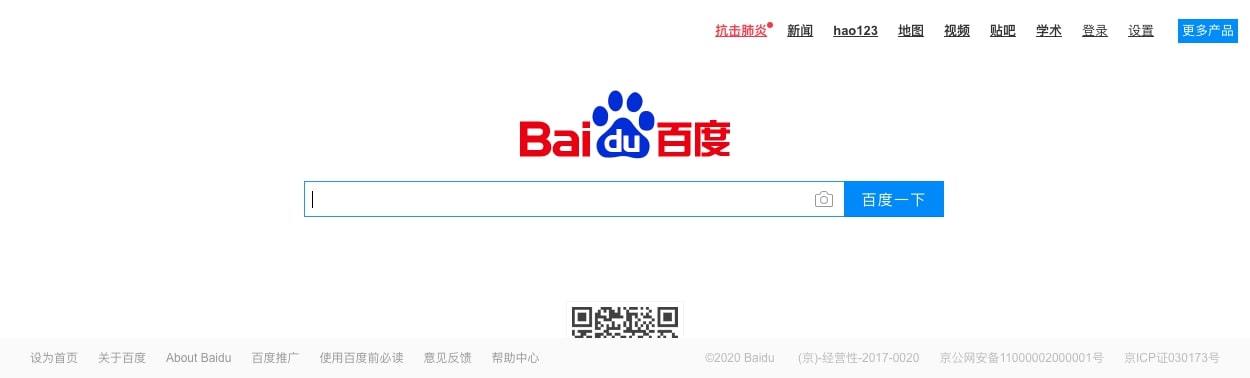 抗击肺炎 新闻 hao123 地图 视频 贴吧 学术 登录 设置 更多产品
Baidu百度
百度一下
设为首页 关于百度 About Baidu 百度推广 使用百度前必读 意见反馈 帮助中心 ©2020 Baidu (京)-经营性-2017-0020 京公网安备11000002000001号 京ICP证030173号